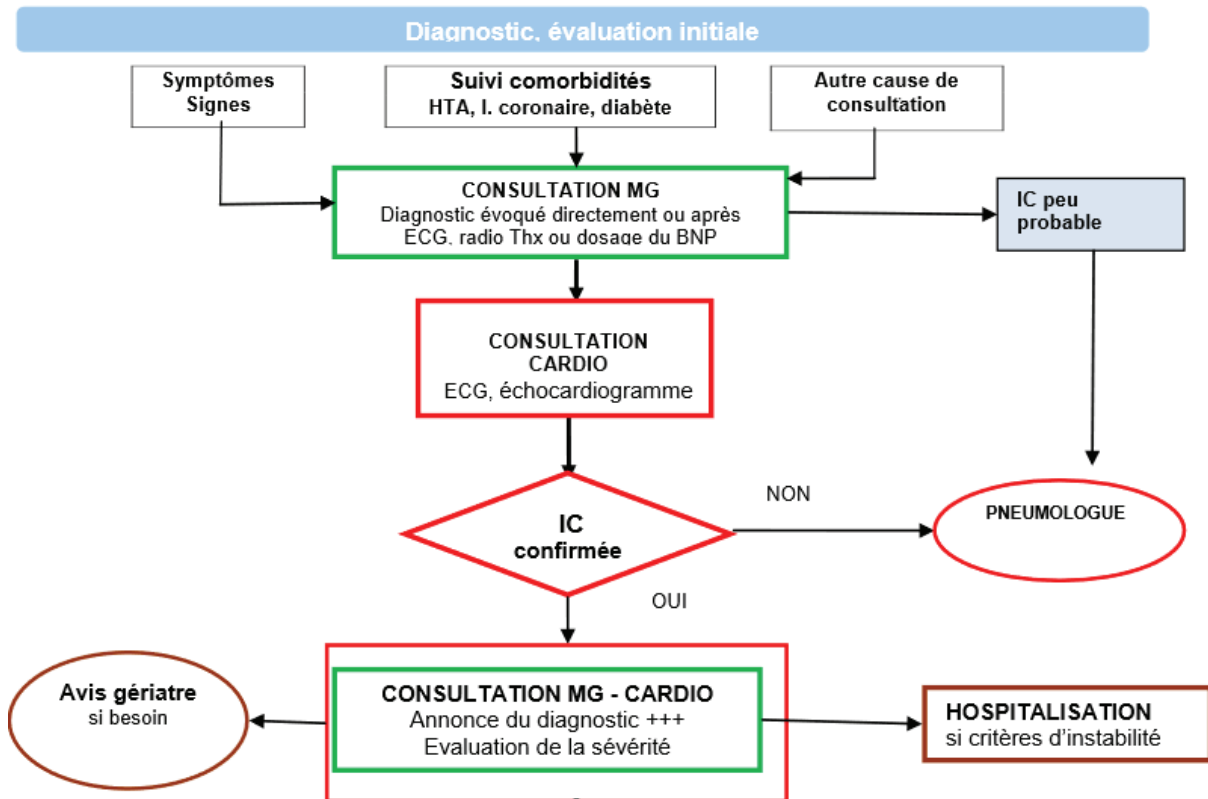 Diagnostic, évaluation initiale
Symptômes
Signes
Suivi comorbidités
HTA, I. coronaire, diabète
Autre cause de
consultation
CONSULTATION MG
Diagnostic évoqué directement ou après
ECG, radio Thx ou dosage du BNP
IC peu
probable
CONSULTATION
CARDIO
ECG, échocardiogramme
IC
confirmée
NON
PNEUMOLOGUE
OUI
Avis gériatre
si besoin
CONSULTATION MG - CARDIO
Annonce du diagnostic +++
Evaluation de la sévérité
HOSPITALISATION
si critères d'instabilité